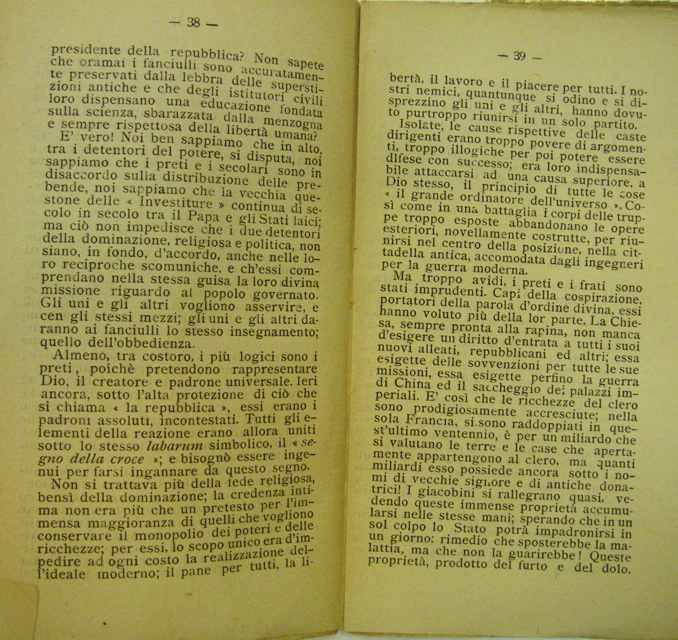 — 38 —
presidente della repubblica? Non sapete
che oramai i fanciulli sono accuratamen-
te preservati dalla lebbra delle supersti-
zioni antiche e che degli istitutori civili
loro dispensano una educazione fondata
sulla scienza, sbarazzata dalla menzogna
e sempre rispettosa della libertà umana?
E' vero! Noi ben sappiamo che in alto,
tra i detentori del potere, si disputa, noi
sappiamo che i preti e i secolari sono in
disaccordo sulla distribuzione delle pre-
bende, noi sappiamo che la vecchia que-
stone delle « Investiture » continua di se-
colo in secolo tra il Papa e gli Stati laici;
ma ciò non impedisce che i due detentori
della dominazione, religiosa e politica, non
siano, in fondo, d'accordo, anche nelle lo-
ro reciproche scomuniche, e ch'essi com-
prendano nella stessa guisa la loro divina
missione riguardo al popolo governato.
Gli uni e gli altri vogliono asservire, e
cen gli stessi mezzi; gli uni e gli altri da-
ranno ai fanciulli lo stesso insegnamento;
quello dell'obbedienza.
Almeno, tra costoro, i più logici sono i
preti, poichè pretendono rappresentare
Dio, il creatore e padrone universale. Ieri
ancora, sotto l'alta protezione di ciò che
si chiama « la repubblica », essi erano i
padroni assoluti, incontestati. Tutti gli e-
lementi della reazione erano allora uniti
sotto lo stesso labarum simbolico, il « se-
gno della croce »; e bisognò essere inge-
nui per farsi ingannare da questo segno.
Non si trattava più della fede religiosa,
bensì della dominazione; la credenza inti-
ma non era più che un pretesto per l'im-
mensa maggioranza di quelli che vogliono
conservare il monopolio dei poteri e delle
ricchezze; per essi, lo scopo unico era d'im-
pedire ad ogni costo la realizzazione del-
l'ideale moderno; il pane per tutti, la li-
— 39 —
bertà, il lavoro e il piacere per tutti. I no-
stri nemici, quantunque si odino e si di-
sprezzino gli uni e gli altri, hanno dovu-
to purtroppo riunirsi in un solo partito.
Isolate, le cause rispettive delle caste
dirigenti erano troppo povere di argomen-
ti, troppo illogiche per poi potere essere
difese con successo; era loro indispensa-
bile attaccarsi ad una causa superiore, a
Dio stesso, il principio di tutte le cose
« il grande ordinatore dell'universo ». Co-
sì come in una battaglia i corpi delle trup-
pe troppo esposte abbandonano le opere
esteriori, novellamente costrutte, per riu-
nirsi nel centro della posizione, nella cit-
tadella antica, accomodata dagli ingegneri
per la guerra moderna.
Ma troppo avidi, i preti e i frati sono
stati imprudenti. Capi della cospirazione,
portatori della parola d'ordine divina, essi
hanno voluto più della lor parte. La Chie-
sa, sempre pronta alla rapina, non manca
d'esigere un diritto d'entrata a tutti i suoi
nuovi alleati, repubblicani ed altri; essa
esigette delle sovvenzioni per tutte le sue
missioni, essa esigette perfino la guerra
di China ed il saccheggio dei palazzi im-
periali. E' così che le ricchezze del clero
sono prodigiosamente accresciute; nella
sola Francia, si sono raddoppiati in que-
st'ultimo ventennio, è per un miliardo che
si valutano le terre e le case che aperta-
mente appartengono al clero, ma quanti
miliardi esso possiede ancora sotto i no-
mi di vecchie signore e di antiche dona-
trici! I giacobini si rallegrano quasi, ve-
dendo queste immense proprietà accumu-
larsi nelle stesse mani; sperando che in un
sol colpo lo Stato potrà impadronirsi in
un giorno: rimedio che sposterebbe la ma-
lattia, ma che non la guarirebbe! Queste
proprietà, prodotto del furto e del dolo.